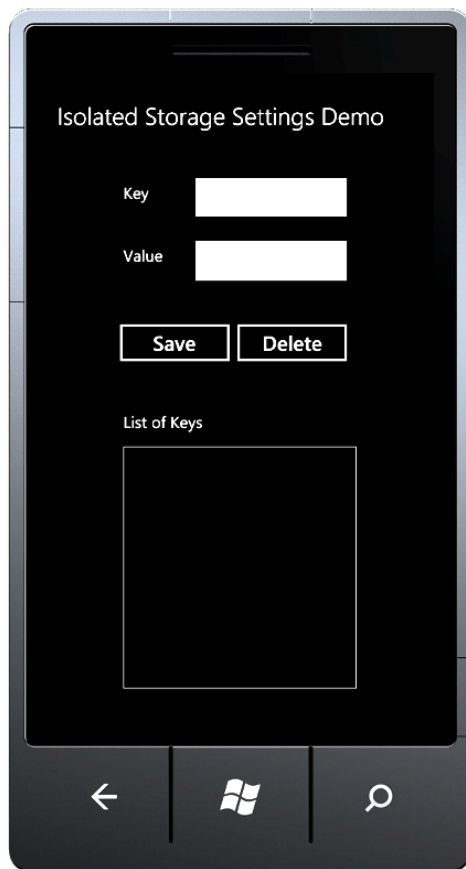 Isolated Storage Settings Demo
Key
Value
Save Delete
List of Keys